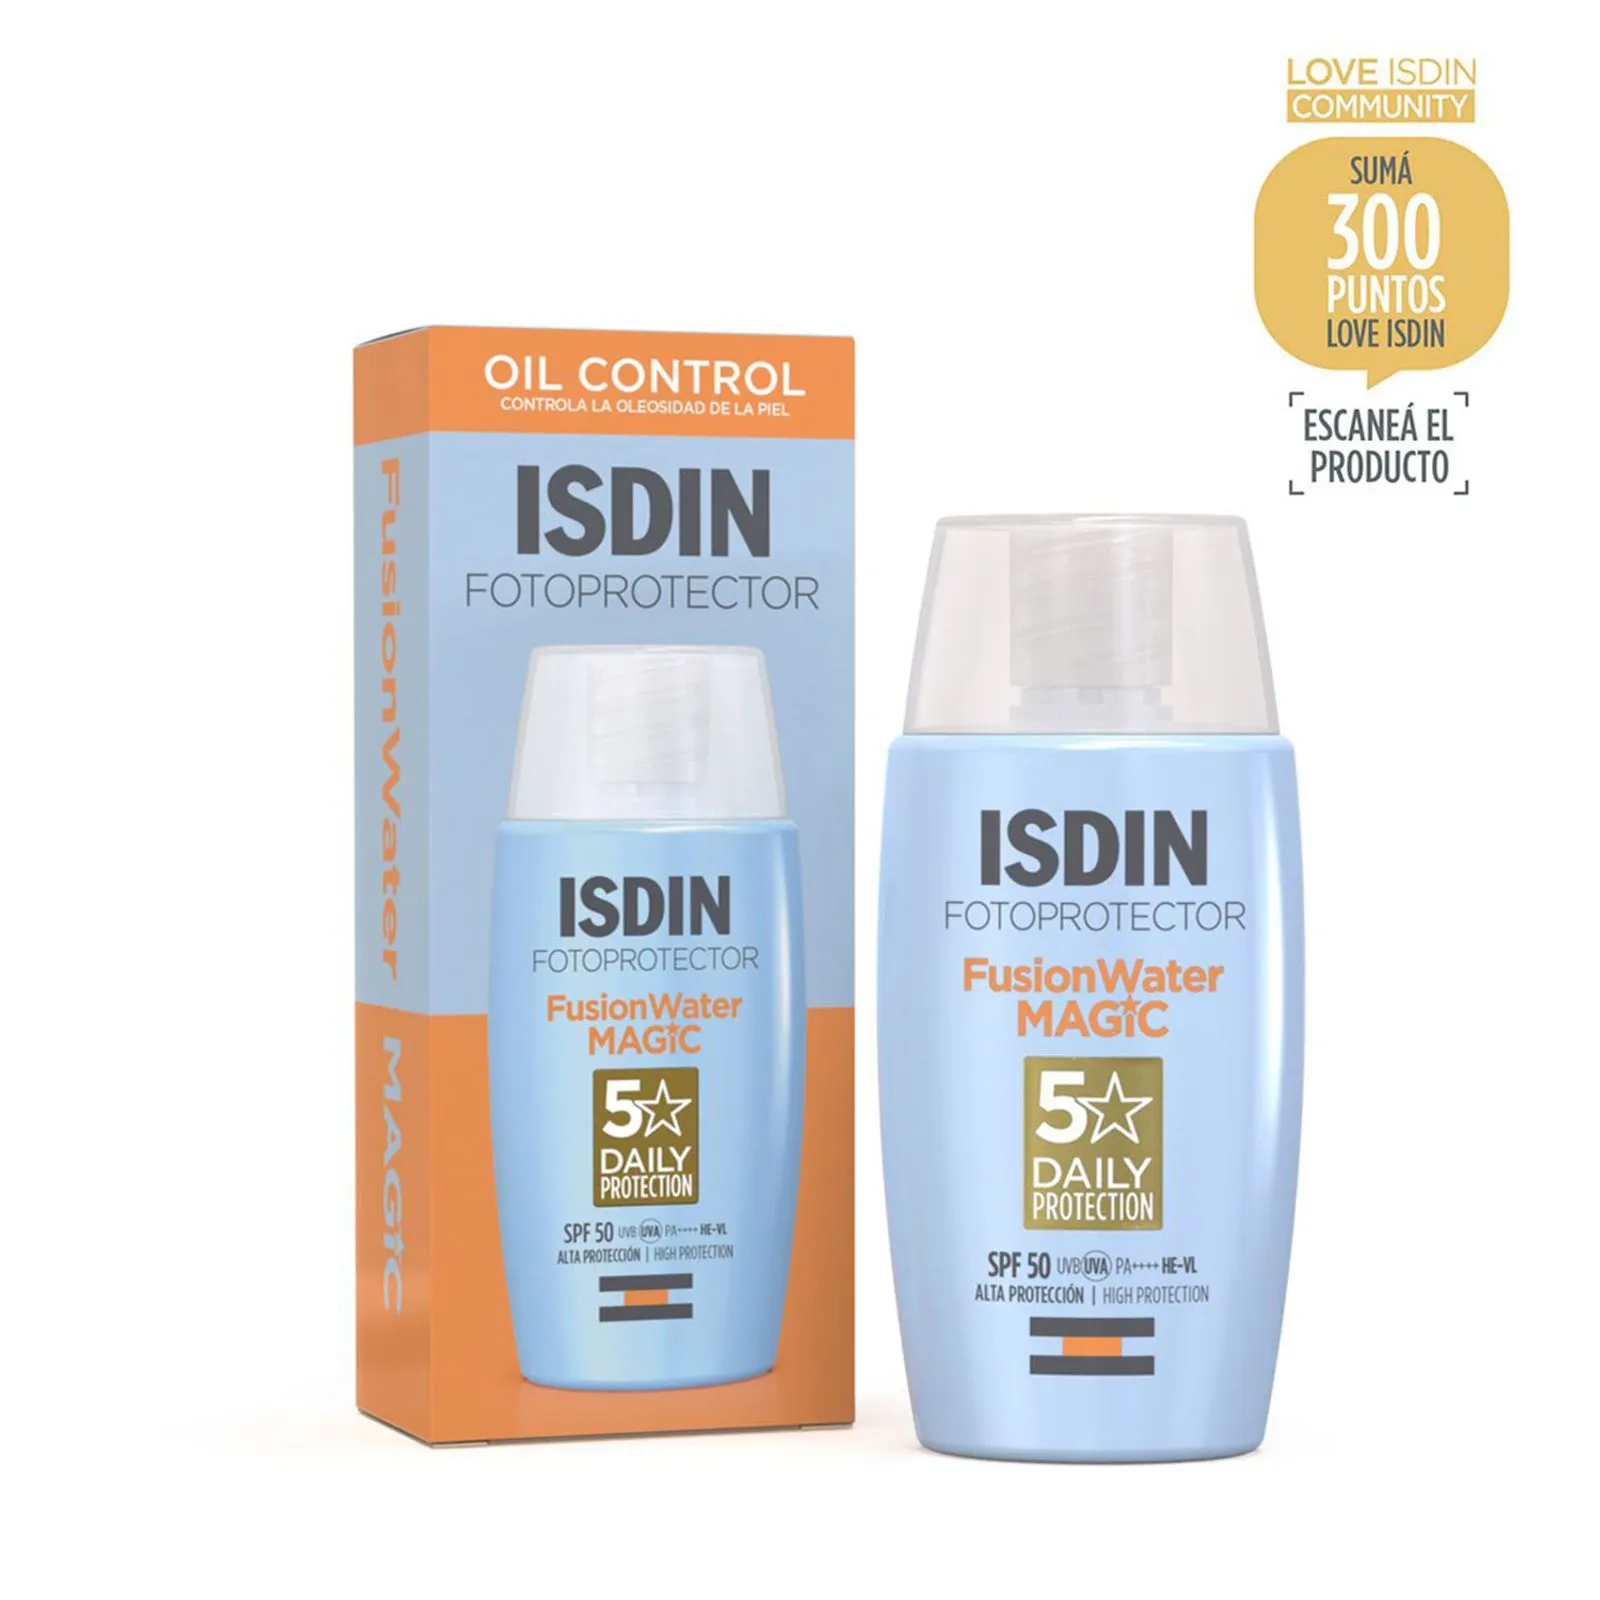 LOVE ISDIN
COMMUNITY
SUMÁ
300
PUNTOS
LOVE ISDIN
ESCANEÁ EL
PRODUCTO
OIL CONTROL
CONTROLA LA OLEOSIDAD DE LA PIEL
ISDIN
FOTOPROTECTOR
FusionWater MAGIC
ISDIN
FOTOPROTECTOR
FusionWater
MAGIC
5
DAILY
PROTECTION
SPF 50 UVB UVA PA++++ HE-VL
ALTA PROTECCIÓN | HIGH PROTECTION
ISDIN
FOTOPROTECTOR
FusionWater
MAGIC
5
DAILY
PROTECTION
SPF 50 UVB UVA PA++++ HE-VL
ALTA PROTECCIÓN | HIGH PROTECTION